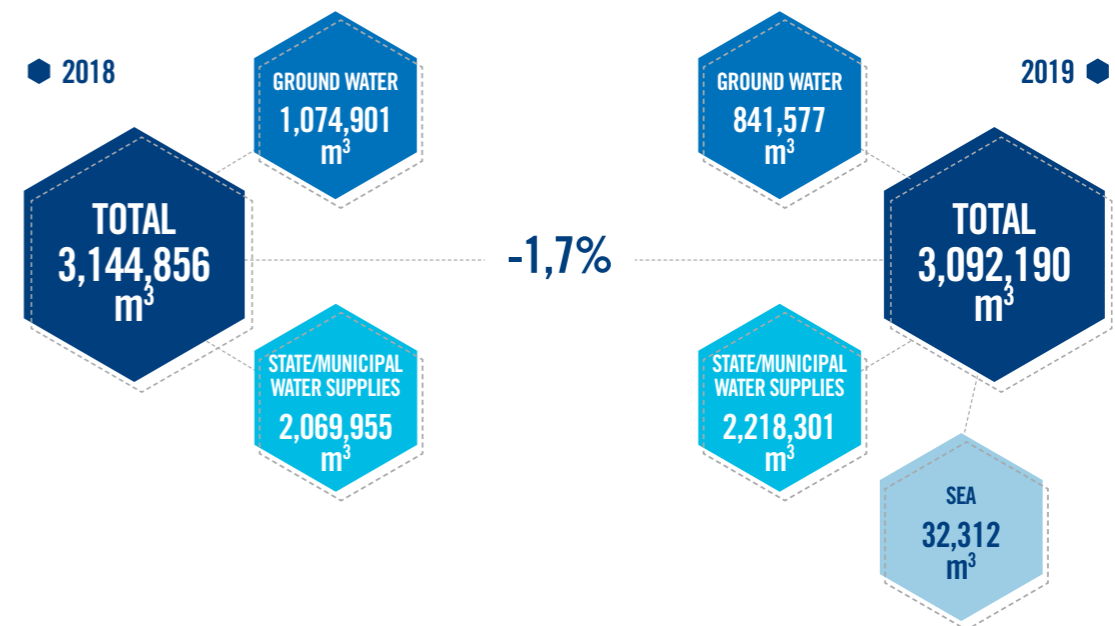 2018
GROUND WATER
1,074,901
m³
TOTAL
3,144,856
m³
STATE/MUNICIPAL
WATER SUPPLIES
2,069,955
m³
-1,7%
2019
GROUND WATER
841,577
m³
TOTAL
3,092,190
m³
STATE/MUNICIPAL
WATER SUPPLIES
2,218,301
m³
SEA
32,312
m³